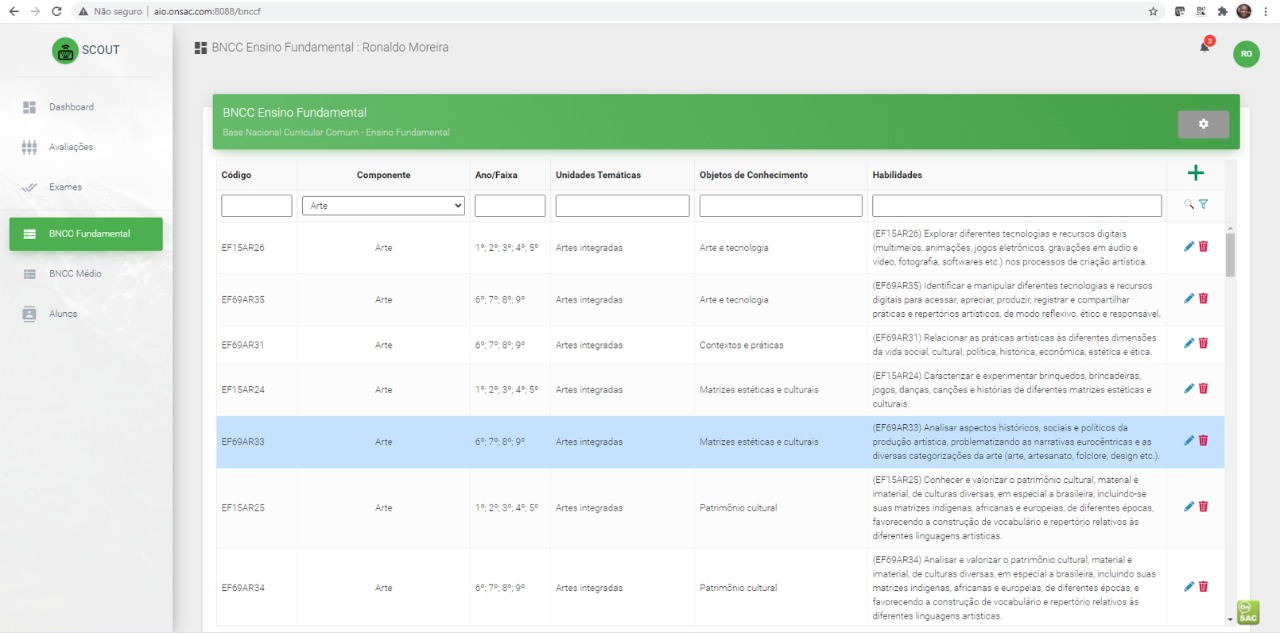 Não seguro | aio.onsac.com:8088/bnccf
SCOUT
BNCC Ensino Fundamental : Ronaldo Moreira
5
RO
Dashboard
Avaliações
Exames
BNCC Fundamental
BNCC Médio
Alunos
BNCC Ensino Fundamental
Base Nacional Curricular Comum - Ensino Fundamental
Código Componente Ano/Faixa Unidades Temáticas Objetos de Conhecimento Habilidades
Arte
EF15AR26 Arte 1º; 2º; 3º; 4º; 5º Artes integradas Arte e tecnologia
(EF15AR26) Explorar diferentes tecnologias e recursos digitais
(multimeios, animações, jogos eletrônicos, gravações em áudio e
vídeo, fotografia, softwares etc.) nos processos de criação artística.
EF69AR35 Arte 6º; 7º; 8º; 9º Artes integradas Arte e tecnologia
(EF69AR35) Identificar e manipular diferentes tecnologias e recursos
digitais para acessar, apreciar, produzir, registrar e compartilhar
práticas e repertórios artísticos, de modo reflexivo, ético e responsável.
EF69AR31 Arte 6º; 7º; 8º; 9º Artes integradas Contextos e práticas
(EF69AR31) Relacionar as práticas artísticas às diferentes dimensões
da vida social, cultural, política, histórica, econômica, estética e ética.
EF15AR24 Arte 1º; 2º; 3º; 4º; 5º Artes integradas Matrizes estéticas e culturais
(EF15AR24) Caracterizar e experimentar brinquedos, brincadeiras,
jogos, danças, canções e histórias de diferentes matrizes estéticas e
culturais.
EF69AR33 Arte 6º; 7º; 8º; 9º Artes integradas Matrizes estéticas e culturais
(EF69AR33) Analisar aspectos históricos, sociais e políticos da
produção artística, problematizando as narrativas eurocêntricas e as
diversas categorizações da arte (arte, artesanato, folclore, design etc.).
EF15AR25 Arte 1º; 2º; 3º; 4º; 5º Artes integradas Patrimônio cultural
(EF15AR25) Conhecer e valorizar o patrimônio cultural, material e
imaterial, de culturas diversas, em especial a brasileira, incluindo-se
suas matrizes indígenas, africanas e europeias, de diferentes épocas,
favorecendo a construção de vocabulário e repertório relativos às
diferentes linguagens artísticas.
EF69AR34 Arte 6º; 7º; 8º; 9º Artes integradas Patrimônio cultural
(EF69AR34) Analisar e valorizar o patrimônio cultural, material e
imaterial, de culturas diversas, em especial a brasileira, incluindo suas
matrizes indígenas, africanas e europeias, de diferentes épocas, e
favorecendo a construção de vocabulário e repertório relativos às
diferentes linguagens artísticas.
On
SAC